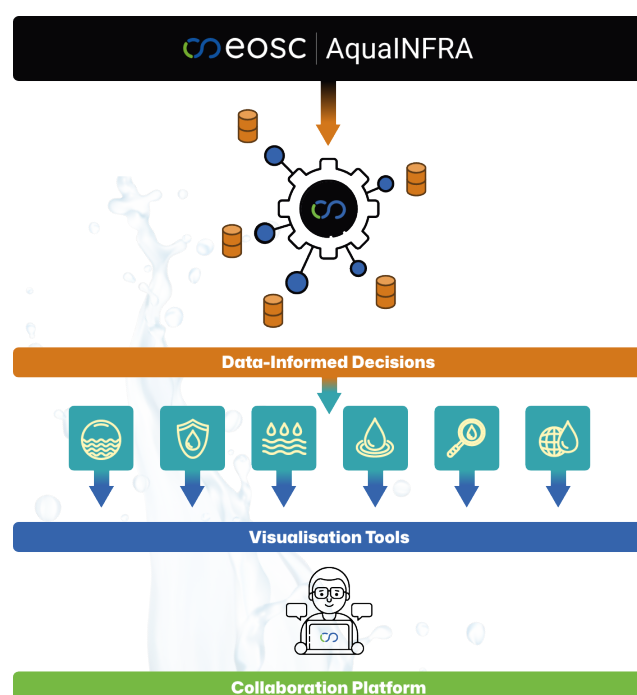 eosc | AquaINFRA
Data-Informed Decisions
Visualisation Tools
Collaboration Platform